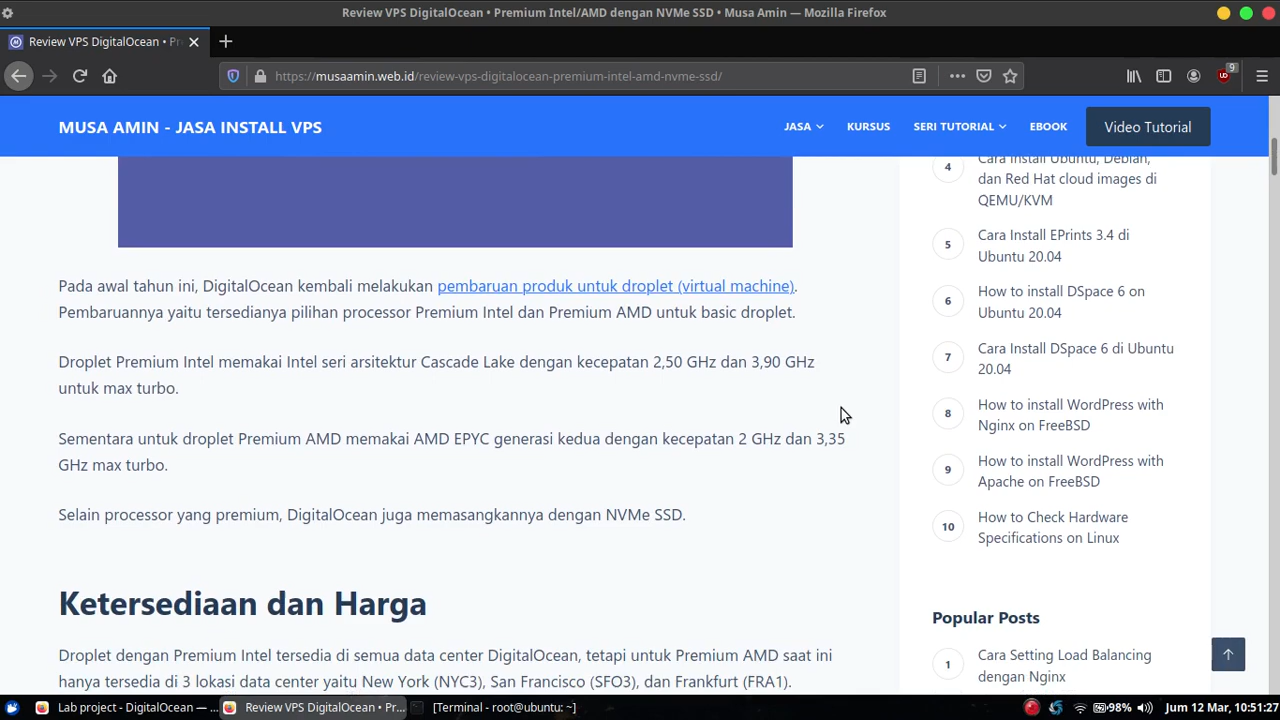 Review VPS DigitalOcean • Premium Intel/AMD dengan NVMe SSD • Musa Amin — Mozilla Firefox
Review VPS DigitalOcean • Pr
https://musaamin.web.id/review-vps-digitalocean-premium-intel-amd-nvme-ssd/
9
MUSA AMIN - JASA INSTALL VPS
JASA
KURSUS
SERI TUTORIAL
EBOOK
Video Tutorial
Pada awal tahun ini, DigitalOcean kembali melakukan pembaruan produk untuk droplet (virtual machine).
Pembaruannya yaitu tersedianya pilihan processor Premium Intel dan Premium AMD untuk basic droplet.
Droplet Premium Intel memakai Intel seri arsitektur Cascade Lake dengan kecepatan 2,50 GHz dan 3,90 GHz
untuk max turbo.
Sementara untuk droplet Premium AMD memakai AMD EPYC generasi kedua dengan kecepatan 2 GHz dan 3,35
GHz max turbo.
Selain processor yang premium, DigitalOcean juga memasangkannya dengan NVMe SSD.
Ketersediaan dan Harga
Droplet dengan Premium Intel tersedia di semua data center DigitalOcean, tetapi untuk Premium AMD saat ini
hanya tersedia di 3 lokasi data center yaitu New York (NYC3), San Francisco (SFO3), dan Frankfurt (FRA1).
4 Cara Install Ubuntu, Debian,
dan Red Hat cloud images di
QEMU/KVM
5 Cara Install EPrints 3.4 di
Ubuntu 20.04
6 How to install DSpace 6 on
Ubuntu 20.04
7 Cara Install DSpace 6 di Ubuntu
20.04
8 How to install WordPress with
Nginx on FreeBSD
9 How to install WordPress with
Apache on FreeBSD
10 How to Check Hardware
Specifications on Linux
Popular Posts
1 Cara Setting Load Balancing
dengan Nginx
Lab project - DigitalOcean — ...
Review VPS DigitalOcean • Pr...
[Terminal - root@ubuntu: ~]
98%
Jum 12 Mar, 10:51:27